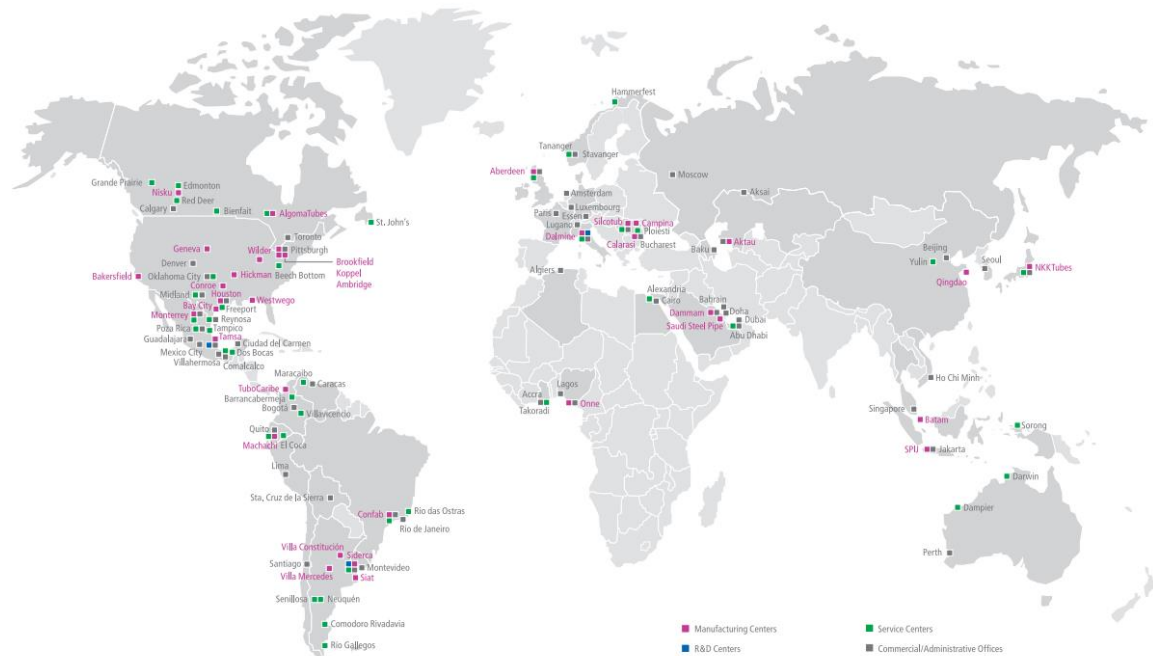 Hammerfest
Tananger
Stavanger
Aberdeen
Moscow
Aksai
Amsterdam
Luxembourg
Paris
Essen
Lugano
Silcotub
Campina
Ploiesti
Dalmine
Calarasi
Bucharest
Baku
Aktau
Beijing
Seoul
Yulin
NKKTubes
Qingdao
Grande Prairie
Edmonton
Nisku
Red Deer
Calgary
Bienfait
AlgomaTubes
St. John's
Toronto
Geneva
Wilder
Pittsburgh
Denver
Brookfield
Koppel
Ambridge
Bakersfield
Oklahoma City
Hickman
Beech Bottom
Conroe
Midland
Houston
Westwego
Bay City
Freeport
Monterrey
Reynosa
Poza Rica
Tampico
Guadalajara
Tamsa
Ciudad del Carmen
Mexico City
Dos Bocas
Villahermosa
Comalcalco
Algiers
Alexandria
Cairo
Bahrain
Dammam
Doha
Saudi Steel Pipe
Dubai
Abu Dhabi
Maracaibo
TuboCaribe
Caracas
Barrancabermeja
Bogotá
Villavicencio
Lagos
Accra
Takoradi
Onne
Ho Chi Minh
Singapore
Batam
Sorong
SPIJ
Jakarta
Quito
Machachi
El Coca
Lima
Sta, Cruz de la Sierra
Confab
Rio das Ostras
Rio de Janeiro
Darwin
Dampier
Perth
Villa Constitución
Siderca
Santiago
Montevideo
Villa Mercedes
Siat
Senillosa
Neuquén
Comodoro Rivadavia
Río Gallegos
Manufacturing Centers
Service Centers
R&D Centers
Commercial/Administrative Offices